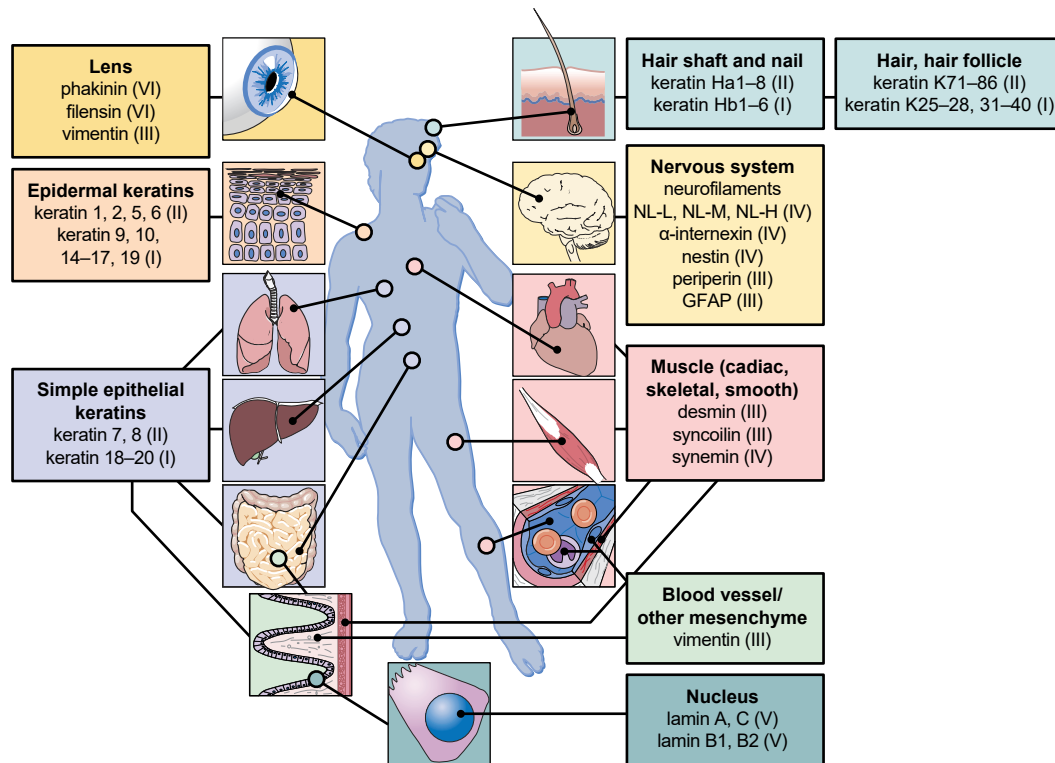 Lens
phakinin (VI)
filensin (VI)
vimentin (III)
Hair shaft and nail
keratin Ha1–8 (II)
keratin Hb1–6 (I)
Hair, hair follicle
keratin K71–86 (II)
keratin K25–28, 31–40 (I)
Epidermal keratins
keratin 1, 2, 5, 6 (II)
keratin 9, 10,
14–17, 19 (I)
Nervous system
neurofilaments
NL-L, NL-M, NL-H (IV)
α-internexin (IV)
nestin (IV)
periperin (III)
GFAP (III)
Simple epithelial
keratins
keratin 7, 8 (II)
keratin 18–20 (I)
Muscle (cadiac,
skeletal, smooth)
desmin (III)
syncoilin (III)
synemin (IV)
Blood vessel/
other mesenchyme
vimentin (III)
Nucleus
lamin A, C (V)
lamin B1, B2 (V)